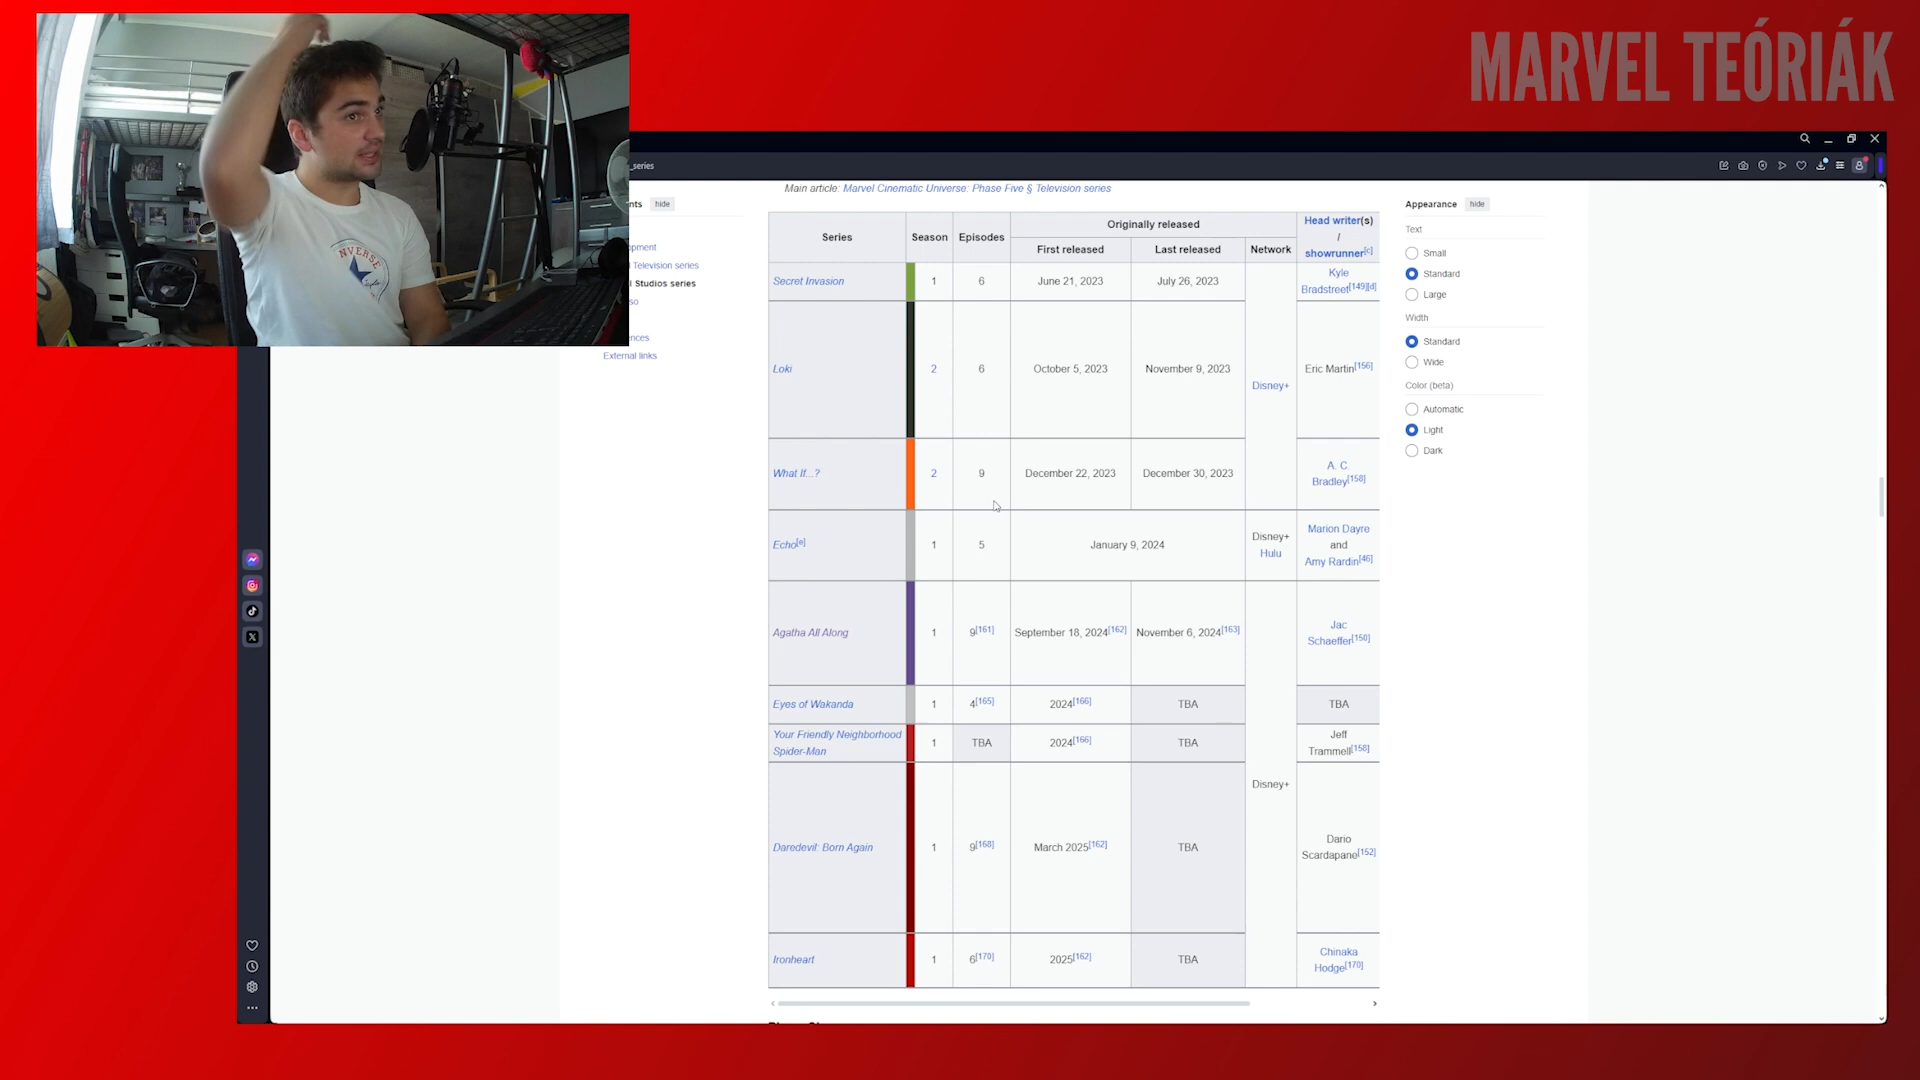 MARVEL TEÓRIÁK
_series
Main article: Marvel Cinematic Universe: Phase Five § Television series
nts hide
opment
l Television series
l Studios series
so
ences
External links
Series Season Episodes Originally released Head writer(s) / showrunner[c]
First released Last released Network
Secret Invasion 1 6 June 21, 2023 July 26, 2023 Disney+ Kyle Bradstreet[149][d]
Loki 2 6 October 5, 2023 November 9, 2023 Eric Martin[156]
What If...? 2 9 December 22, 2023 December 30, 2023 A. C. Bradley[158]
Echo[e] 1 5 January 9, 2024 Disney+ Hulu Marion Dayre and Amy Rardin[46]
Agatha All Along 1 9[161] September 18, 2024[162] November 6, 2024[163] Disney+ Jac Schaeffer[150]
Eyes of Wakanda 1 4[165] 2024[166] TBA TBA
Your Friendly Neighborhood Spider-Man 1 TBA 2024[166] TBA Jeff Trammell[158]
Daredevil: Born Again 1 9[168] March 2025[162] TBA Dario Scardapane[152]
Ironheart 1 6[170] 2025[162] TBA Chinaka Hodge[170]
Appearance hide
Text
Small
Standard
Large
Width
Standard
Wide
Color (beta)
Automatic
Light
Dark